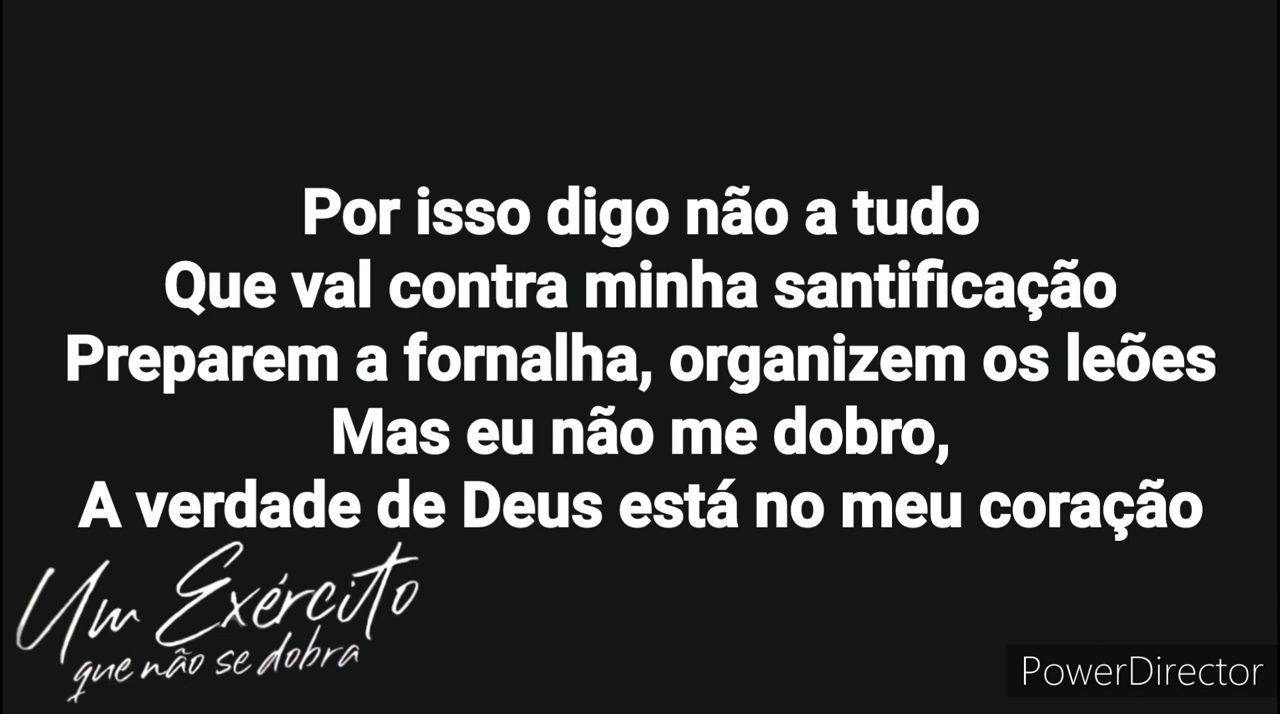 Por isso digo não a tudo
Que val contra minha santificação
Preparem a fornalha, organizem os leões
Mas eu não me dobro,
A verdade de Deus está no meu coração
Um Exército
que não se dobra
PowerDirector